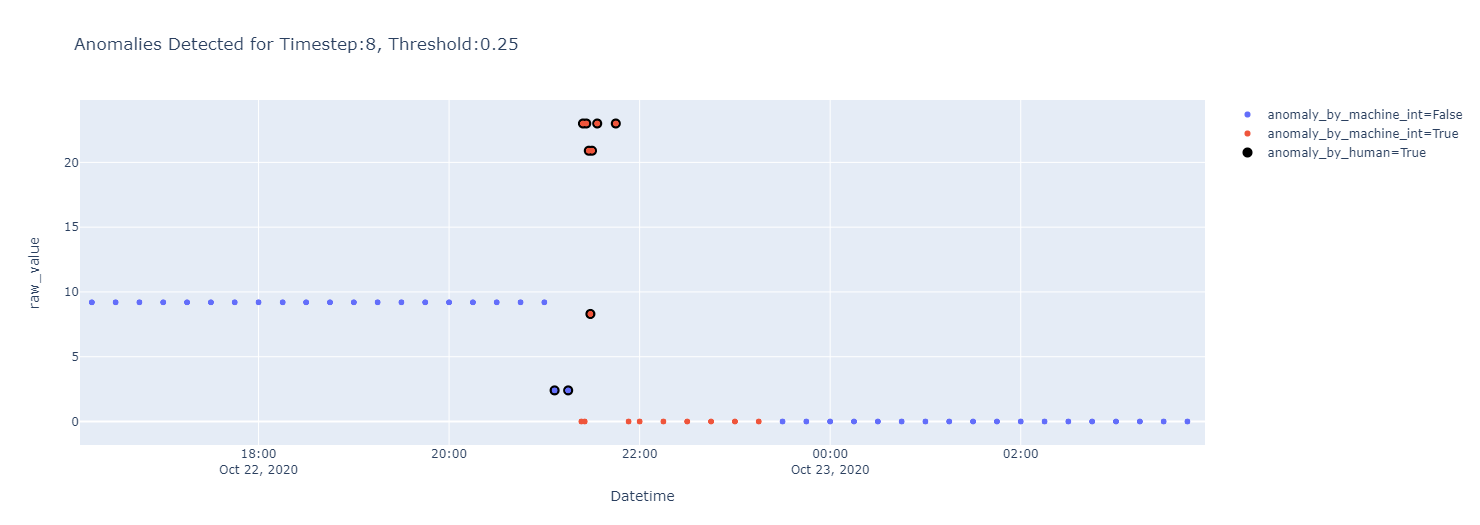 Anomalies Detected for Timestep:8, Threshold:0.25
anomaly_by_machine_int=False
anomaly_by_machine_int=True
anomaly_by_human=True
raw_value
20
15
10
5
0
18:00
Oct 22, 2020
20:00
22:00
00:00
Oct 23, 2020
02:00
Datetime